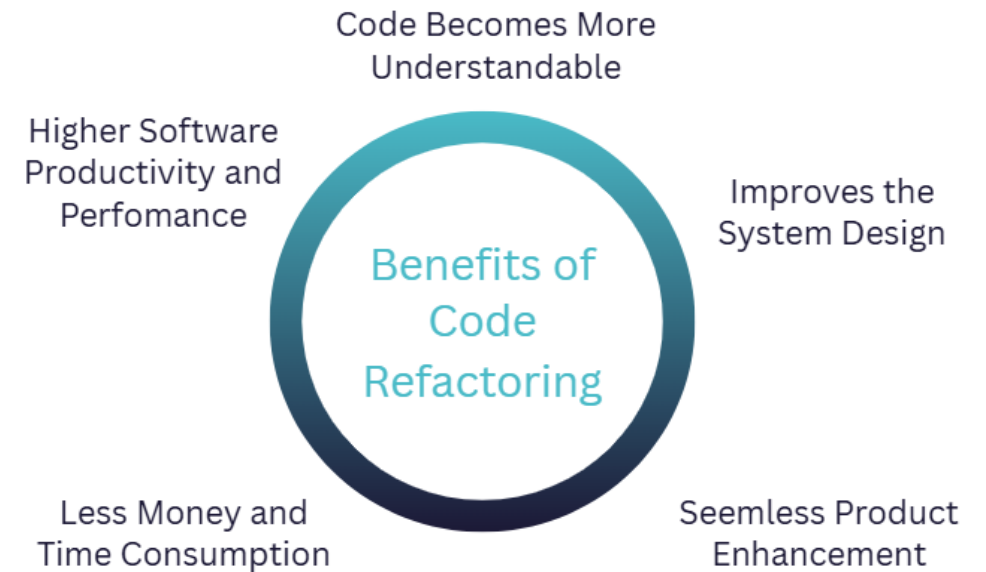 Code Becomes More
Understandable
Higher Software
Productivity and
Perfomance
Improves the
System Design
Benefits of
Code
Refactoring
Less Money and
Time Consumption
Seemless Product
Enhancement